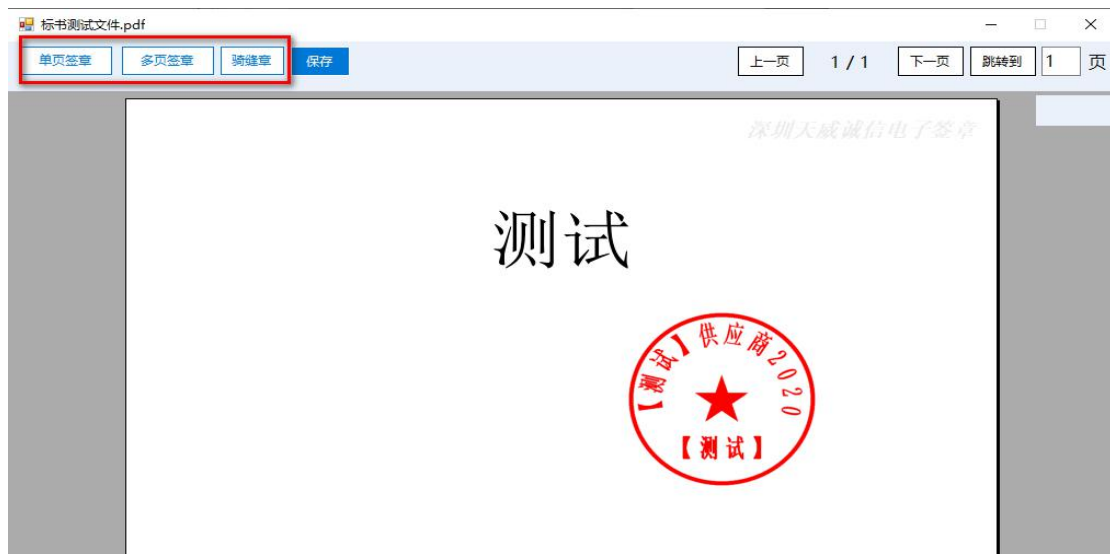 标书测试文件.pdf
单页签章 多页签章 骑缝章 保存 上一页 1 / 1 下一页 跳转到 1 页
深圳天威诚信电子签章
测试
【测试】供应商2020
【测试】